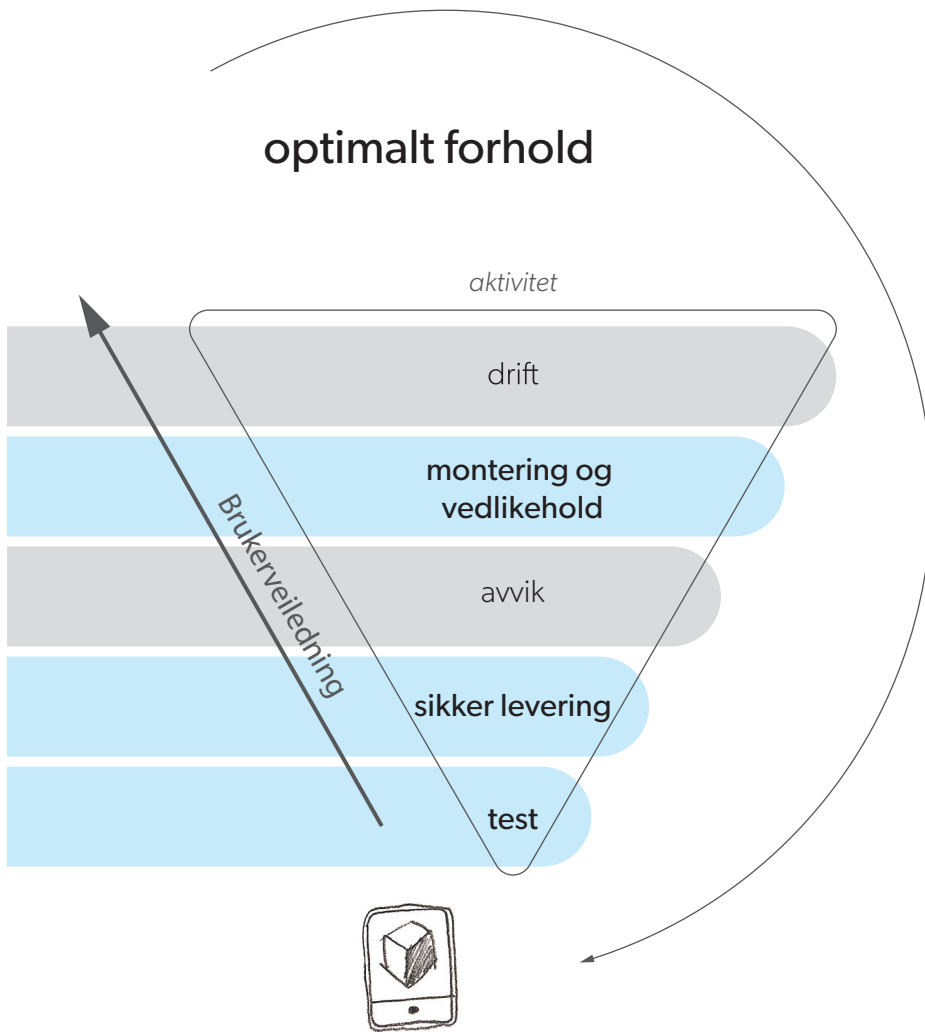 optimalt forhold
aktivitet
drift
montering og
vedlikehold
avvik
Brukerveiledning
sikker levering
test